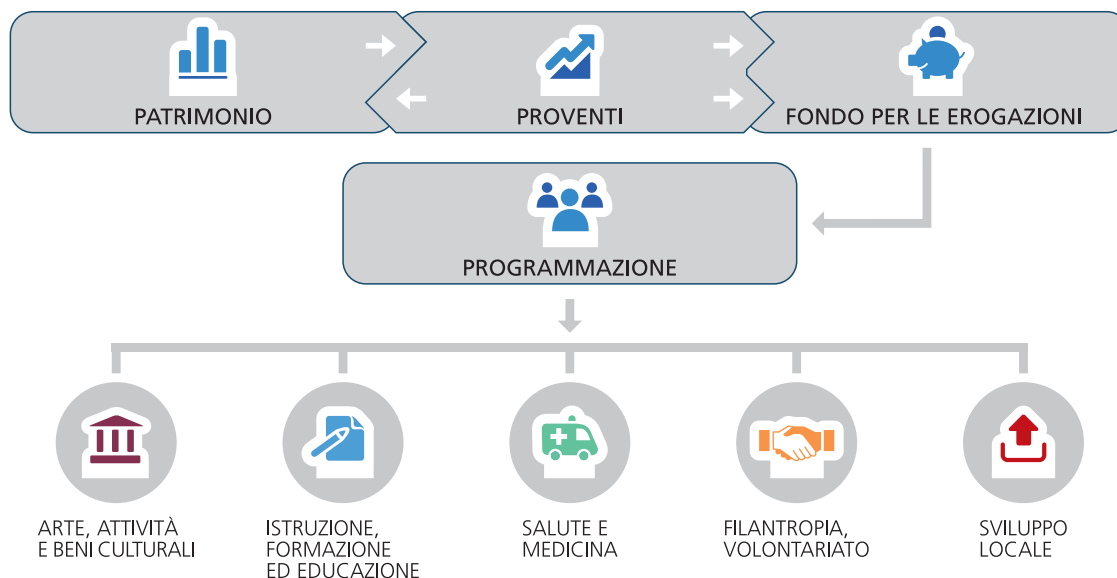 PATRIMONIO
PROVENTI
FONDO PER LE EROGAZIONI
PROGRAMMAZIONE
ARTE, ATTIVITÀ
E BENI CULTURALI
ISTRUZIONE,
FORMAZIONE
ED EDUCAZIONE
SALUTE E
MEDICINA
FILANTROPIA,
VOLONTARIATO
SVILUPPO
LOCALE